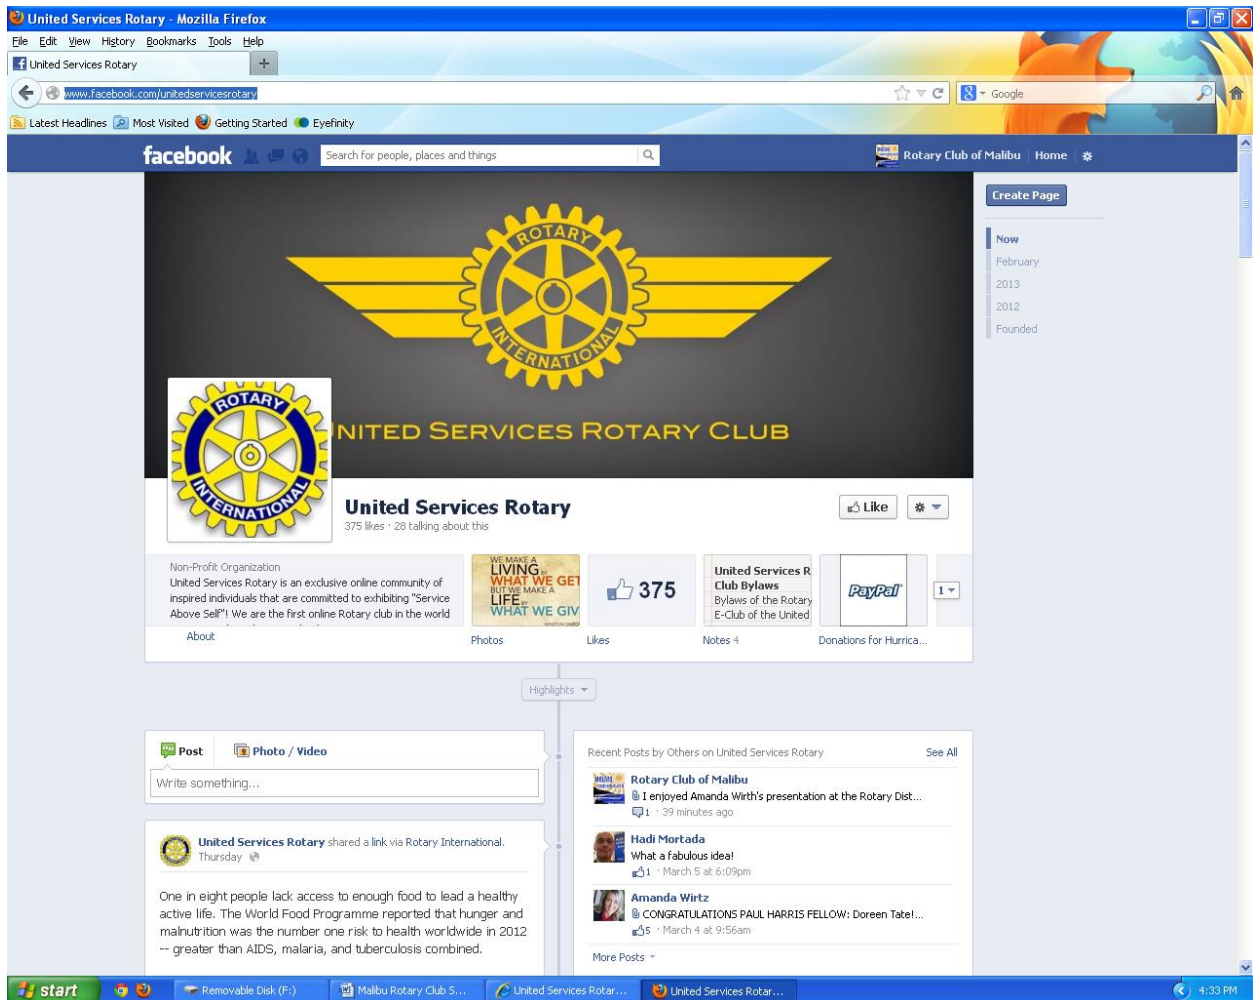 United Services Rotary - Mozilla Firefox
File Edit View History Bookmarks Tools Help
United Services Rotary
www.facebook.com/unitedservicesrotary
Google
Latest Headlines Most Visited Getting Started Eyefinity
facebook
Search for people, places and things
Rotary Club of Malibu Home
Create Page
Now
February
2013
2012
Founded
ROTARY
INTERNATIONAL
NITED SERVICES ROTARY CLUB
ROTARY
INTERNATIONAL
United Services Rotary
375 likes · 28 talking about this
Like
Non-Profit Organization
United Services Rotary is an exclusive online community of
inspired individuals that are committed to exhibiting "Service
Above Self"! We are the first online Rotary club in the world
About
WE MAKE A
LIVING BY
WHAT WE GET
BUT WE MAKE A
LIFE BY
WHAT WE GIV
Photos
375
Likes
United Services R
Club Bylaws
Bylaws of the Rotary
E-Club of the United
Notes 4
PayPal
Donations for Hurrica...
1
Highlights
Post Photo / Video
Write something...
United Services Rotary shared a link via Rotary International.
Thursday
One in eight people lack access to enough food to lead a healthy
active life. The World Food Programme reported that hunger and
malnutrition was the number one risk to health worldwide in 2012
-- greater than AIDS, malaria, and tuberculosis combined.
Recent Posts by Others on United Services Rotary See All
Rotary Club of Malibu
I enjoyed Amanda Wirth's presentation at the Rotary Dist...
1 · 39 minutes ago
Hadi Mortada
What a fabulous idea!
1 · March 5 at 6:09pm
Amanda Wirtz
CONGRATULATIONS PAUL HARRIS FELLOW: Doreen Tate!...
5 · March 4 at 9:56am
More Posts
start
Removable Disk (F:)
Malibu Rotary Club S...
United Services Rotar...
United Services Rotar...
4:33 PM